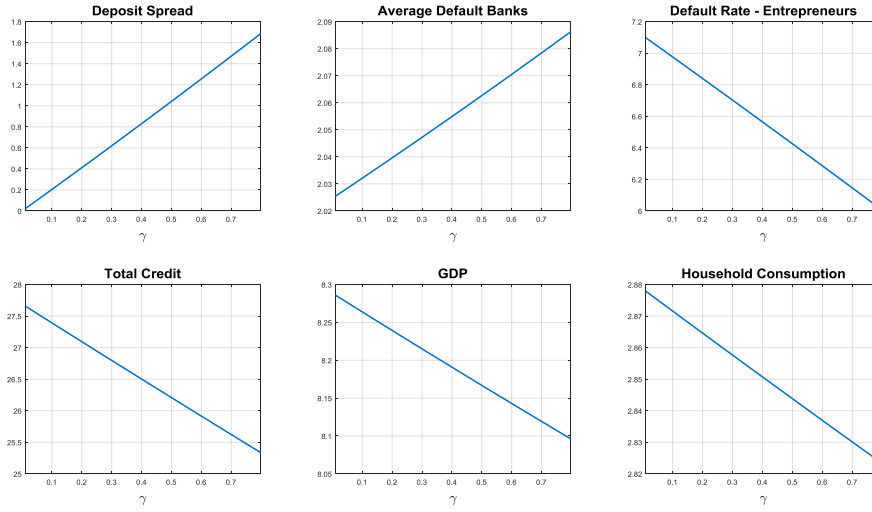 Deposit Spread
1.8
1.6
1.4
1.2
1
0.8
0.6
0.4
0.2
0
0.1 0.2 0.3 0.4 0.5 0.6 0.7
γ
Average Default Banks
2.09
2.08
2.07
2.06
2.05
2.04
2.03
2.02
0.1 0.2 0.3 0.4 0.5 0.6 0.7
γ
Default Rate - Entrepreneurs
7.2
7
6.8
6.6
6.4
6.2
6
0.1 0.2 0.3 0.4 0.5 0.6 0.7
γ
Total Credit
28
27.5
27
26.5
26
25.5
25
0.1 0.2 0.3 0.4 0.5 0.6 0.7
γ
GDP
8.3
8.25
8.2
8.15
8.1
8.05
0.1 0.2 0.3 0.4 0.5 0.6 0.7
γ
Household Consumption
2.88
2.87
2.86
2.85
2.84
2.83
2.82
0.1 0.2 0.3 0.4 0.5 0.6 0.7
γ